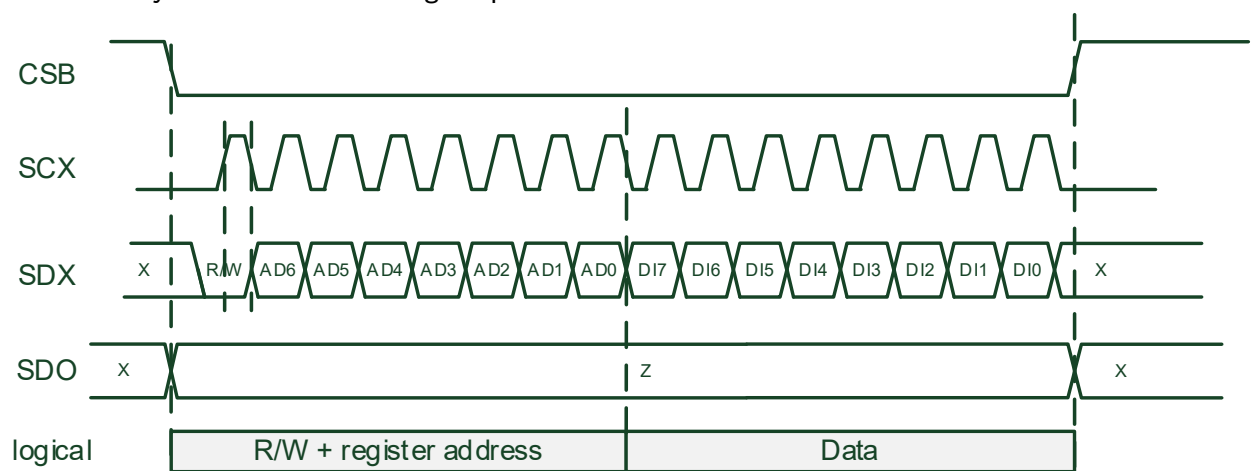 CSB
SCX
SDX X R/W AD6 AD5 AD4 AD3 AD2 AD1 AD0 DI7 DI6 DI5 DI4 DI3 DI2 DI1 DI0 X
SDO X Z X
logical R/W + register address Data